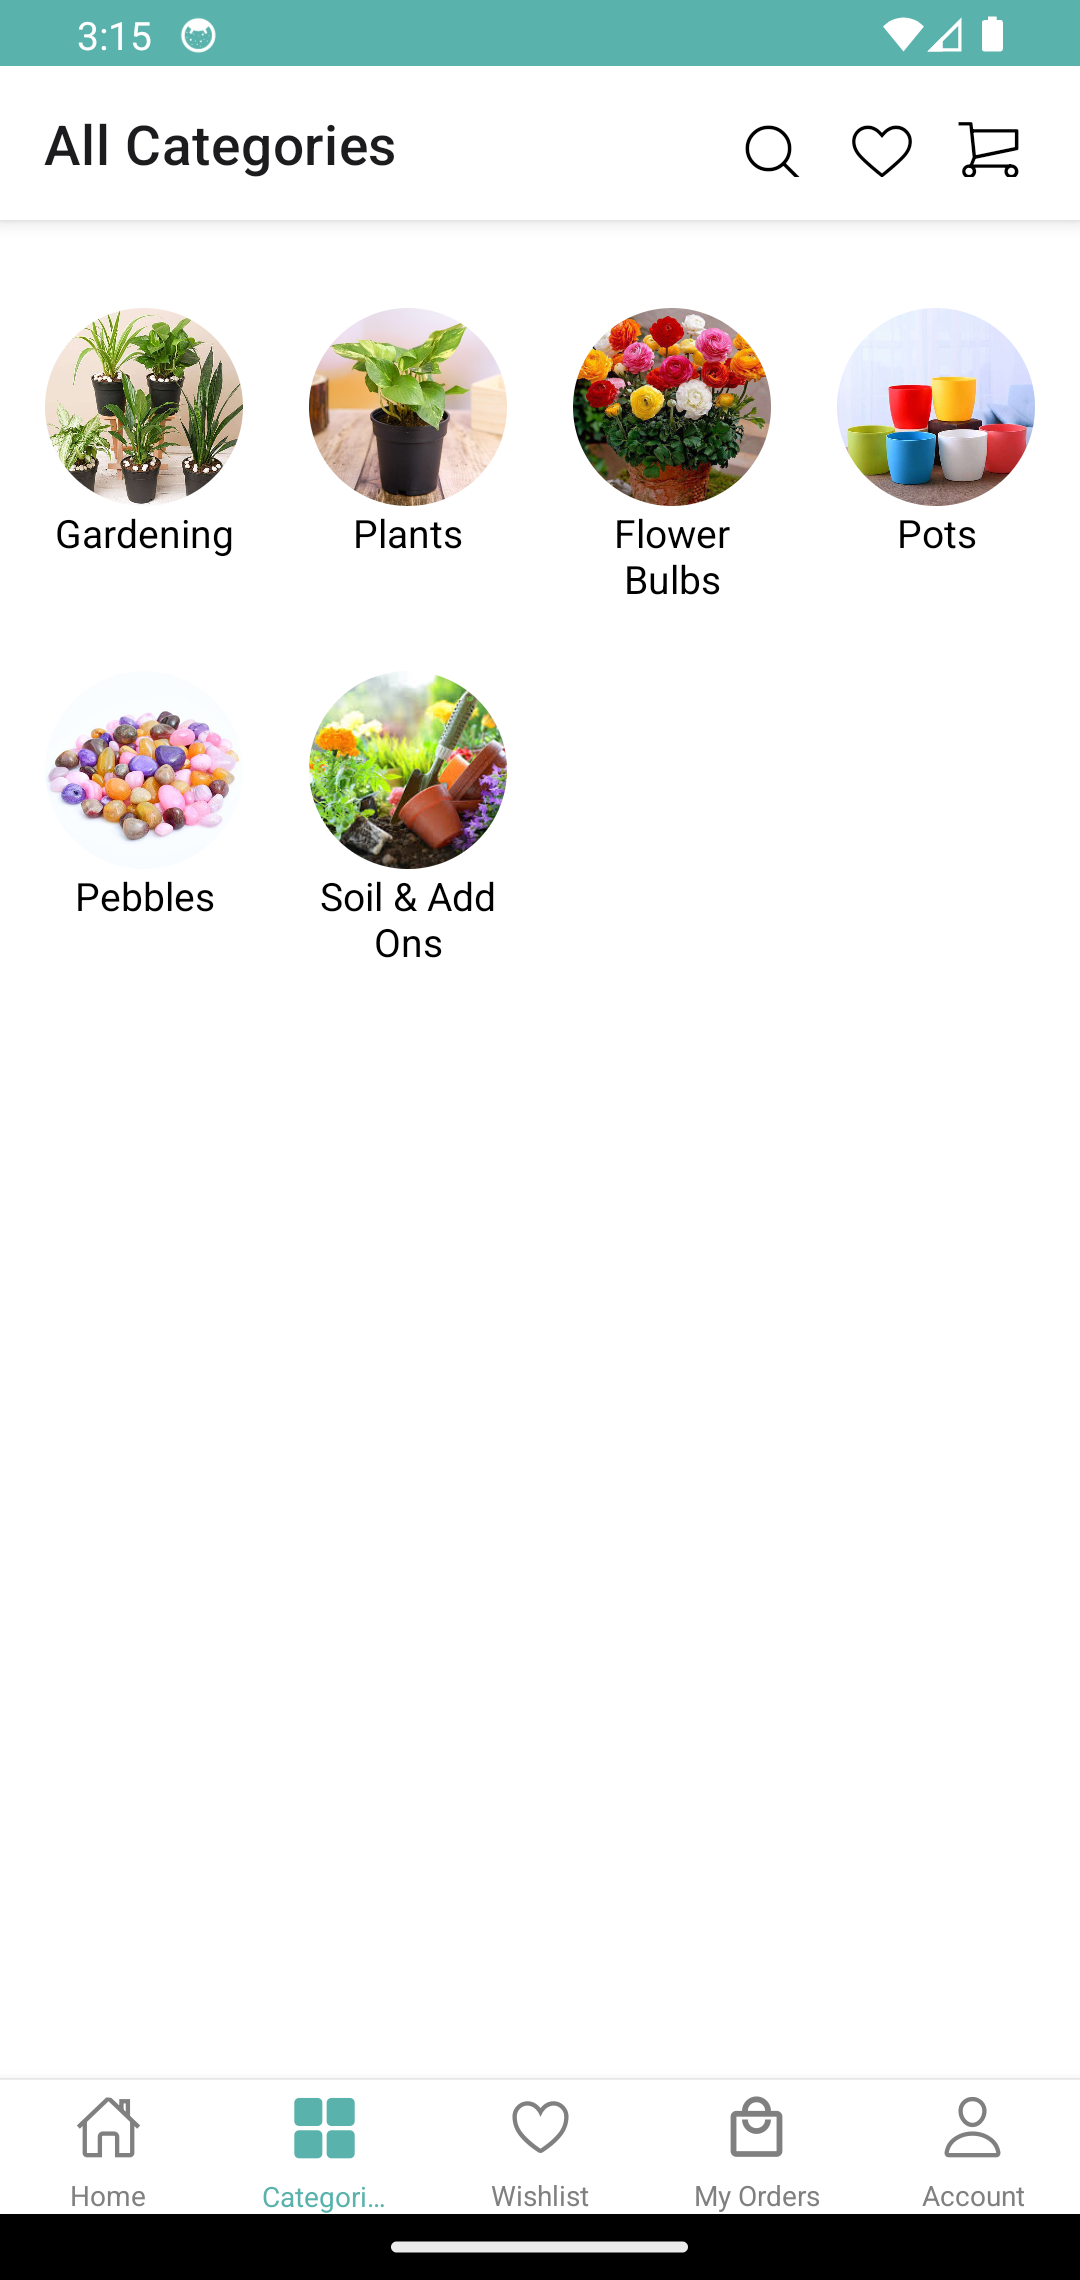 3:15
All Categories
Gardening
Plants
Flower
Bulbs
Pots
Pebbles
Soil & Add
Ons
Home
Categori...
Wishlist
My Orders
Account